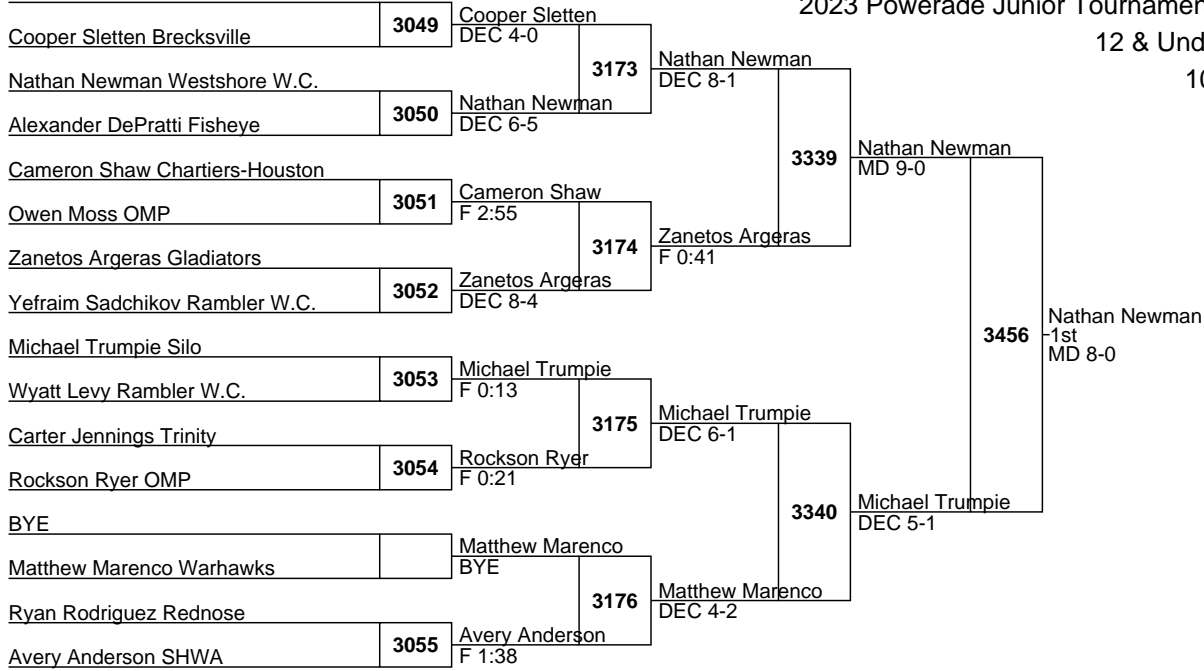 2023 Powerade Junior Tournamen
12 & Und
10
3049
Cooper Sletten
DEC 4-0
Cooper Sletten Brecksville
3173
Nathan Newman
DEC 8-1
Nathan Newman Westshore W.C.
3050
Nathan Newman
DEC 6-5
Alexander DePratti Fisheye
3339
Nathan Newman
MD 9-0
Cameron Shaw Chartiers-Houston
3051
Cameron Shaw
F 2:55
Owen Moss OMP
3174
Zanetos Argeras
F 0:41
Zanetos Argeras Gladiators
3052
Zanetos Argeras
DEC 8-4
Yefraim Sadchikov Rambler W.C.
3456
Nathan Newman
1st
MD 8-0
Michael Trumpie Silo
3053
Michael Trumpie
F 0:13
Wyatt Levy Rambler W.C.
3175
Michael Trumpie
DEC 6-1
Carter Jennings Trinity
3054
Rockson Ryer
F 0:21
Rockson Ryer OMP
3340
Michael Trumpie
DEC 5-1
BYE
Matthew Marenco
BYE
Matthew Marenco Warhawks
3176
Matthew Marenco
DEC 4-2
Ryan Rodriguez Rednose
3055
Avery Anderson
F 1:38
Avery Anderson SHWA